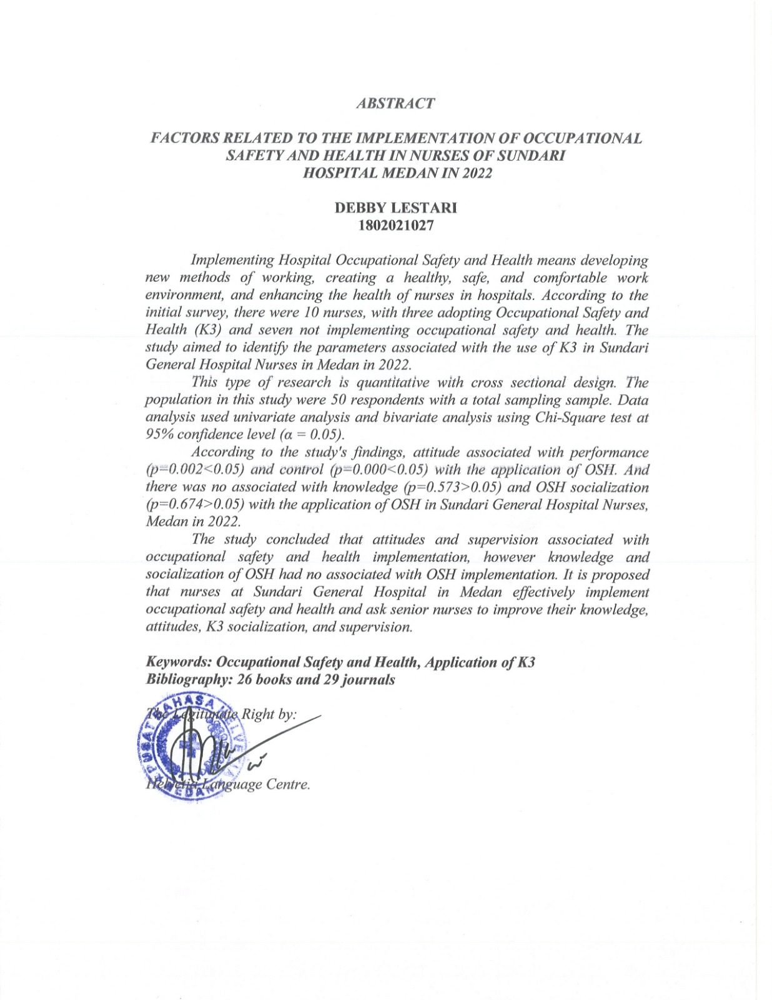 ABSTRACT
FACTORS RELATED TO THE IMPLEMENTATION OF OCCUPATIONAL
SAFETY AND HEALTH IN NURSES OF SUNDARI
HOSPITAL MEDAN IN 2022
DEBBY LESTARI
1802021027
Implementing Hospital Occupational Safety and Health means developing
new methods of working, creating a healthy, safe, and comfortable work
environment, and enhancing the health of nurses in hospitals. According to the
initial survey, there were 10 nurses, with three adopting Occupational Safety and
Health (K3) and seven not implementing occupational safety and health. The
study aimed to identify the parameters associated with the use of K3 in Sundari
General Hospital Nurses in Medan in 2022.
This type of research is quantitative with cross sectional design. The
population in this study were 50 respondents with a total sampling sample. Data
analysis used univariate analysis and bivariate analysis using Chi-Square test at
95% confidence level (α = 0.05).
According to the study's findings, attitude associated with performance
(p=0.002<0.05) and control (p=0.000<0.05) with the application of OSH. And
there was no associated with knowledge (p=0.573>0.05) and OSH socialization
(p=0.674>0.05) with the application of OSH in Sundari General Hospital Nurses,
Medan in 2022.
The study concluded that attitudes and supervision associated with
occupational safety and health implementation, however knowledge and
socialization of OSH had no associated with OSH implementation. It is proposed
that nurses at Sundari General Hospital in Medan effectively implement
occupational safety and health and ask senior nurses to improve their knowledge,
attitudes, K3 socialization, and supervision.
Keywords: Occupational Safety and Health, Application of K3
Bibliography: 26 books and 29 journals
The Legitimate Right by:
PUSAT BAHASA HELVETIA
MEDAN
Helvetia Language Centre.